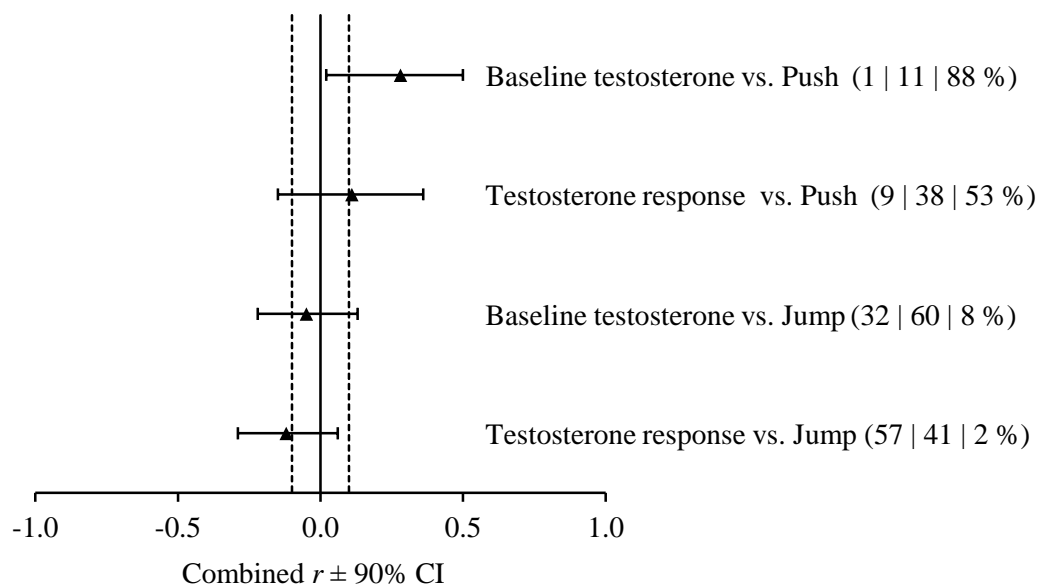 Baseline testosterone vs. Push (1 | 11 | 88 %)
Testosterone response vs. Push (9 | 38 | 53 %)
Baseline testosterone vs. Jump (32 | 60 | 8 %)
Testosterone response vs. Jump (57 | 41 | 2 %)
-1.0 -0.5 0.0 0.5 1.0
Combined r ± 90% CI